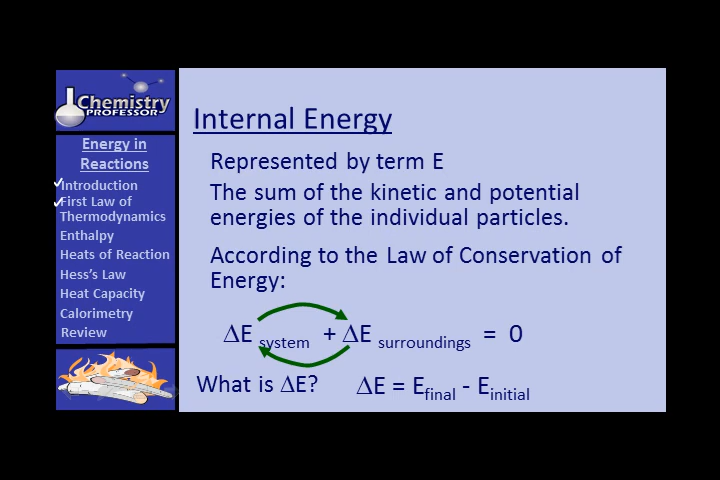 Chemistry
PROFESSOR
Energy in
Reactions
Introduction
First Law of
Thermodynamics
Enthalpy
Heats of Reaction
Hess's Law
Heat Capacity
Calorimetry
Review
Internal Energy
Represented by term E
The sum of the kinetic and potential
energies of the individual particles.
According to the Law of Conservation of
Energy:
ΔE system + ΔE surroundings = 0
What is ΔE? ΔE = Efinal - Einitial